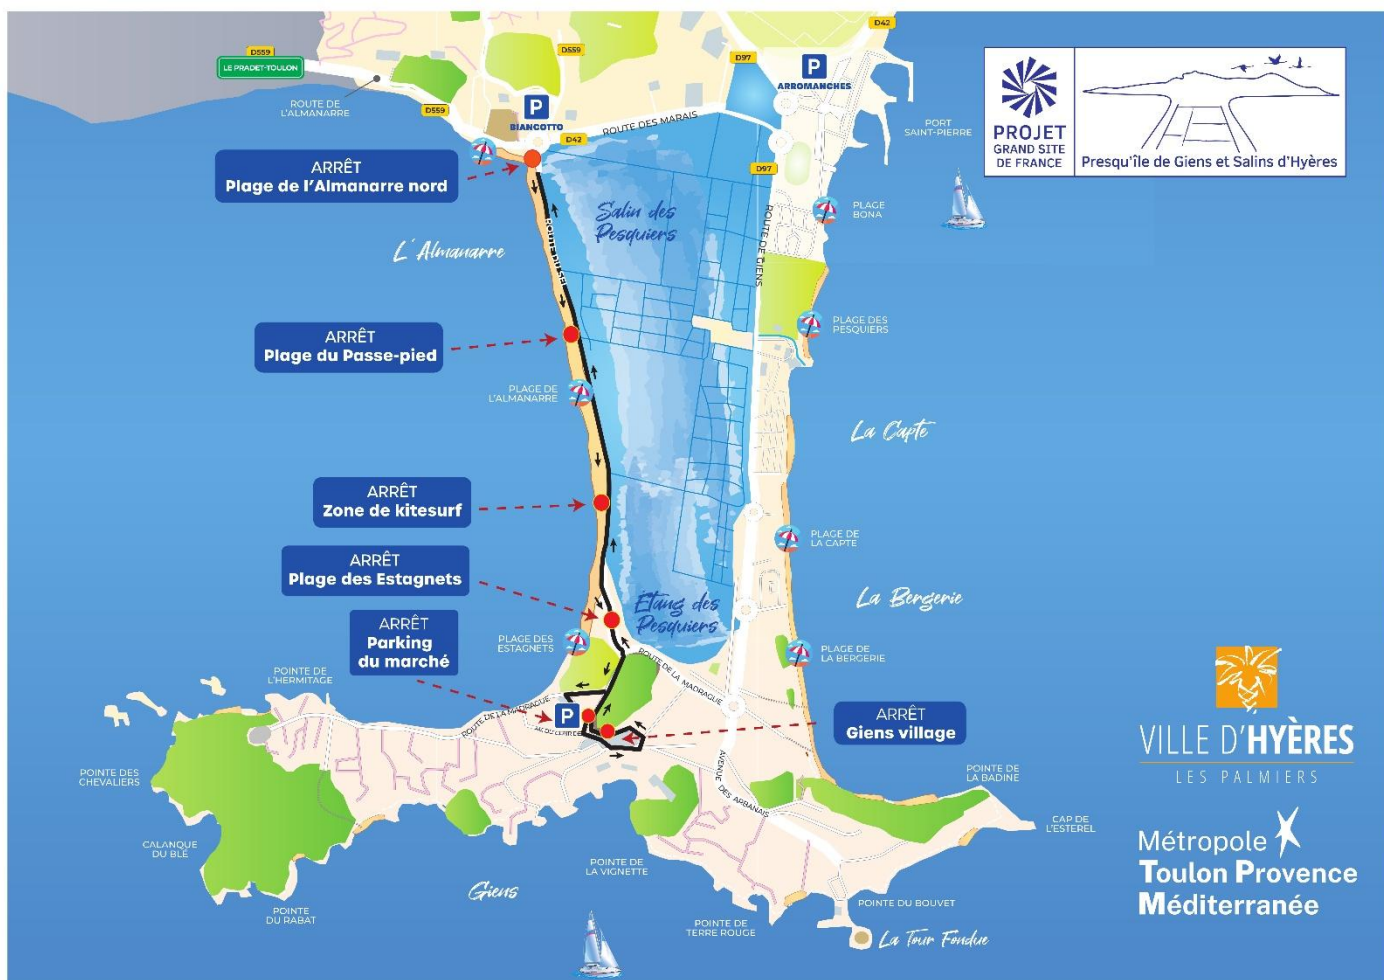 D559
LE PRADET-TOULON
ROUTE DE
L'ALMANARRE
D559
D559
P
BIANCOTTO
D42
ROUTE DES MARAIS
D97
P
ARROMANCHES
D42
PORT
SAINT-PIERRE
PROJET
GRAND SITE
DE FRANCE
Presqu'île de Giens et Salins d'Hyères
ARRÊT
Plage de l'Almanarre nord
D97
Salin des
Pesquiers
ROUTE DE GIENS
PLAGE
BONA
L'Almanarre
ARRÊT
Plage du Passe-pied
PLAGE DES
PESQUIERS
PLAGE DE
L'ALMANARRE
La Capte
ARRÊT
Zone de kitesurf
PLAGE DE
LA CAPTE
ARRÊT
Plage des Estagnets
Étang des
Pesquiers
La Bergerie
ARRÊT
Parking
du marché
PLAGE DES
ESTAGNETS
PLAGE DE
LA BERGERIE
ROUTE DE LA MADRAGUE
POINTE DE
L'HERMITAGE
ROUTE DE LA MADRAGUE
P
ARRÊT
Giens village
VILLE D'HYÈRES
LES PALMIERS
POINTE DES
CHEVALIERS
AVENUE DES ARBANAIS
POINTE DE
LA BADINE
CAP DE
L'ESTEREL
CALANQUE
DU BLÉ
POINTE DE
LA VIGNETTE
Giens
POINTE
DU RABAT
POINTE DE
TERRE ROUGE
POINTE DU BOUVET
La Tour Fondue
Métropole
Toulon Provence
Méditerranée